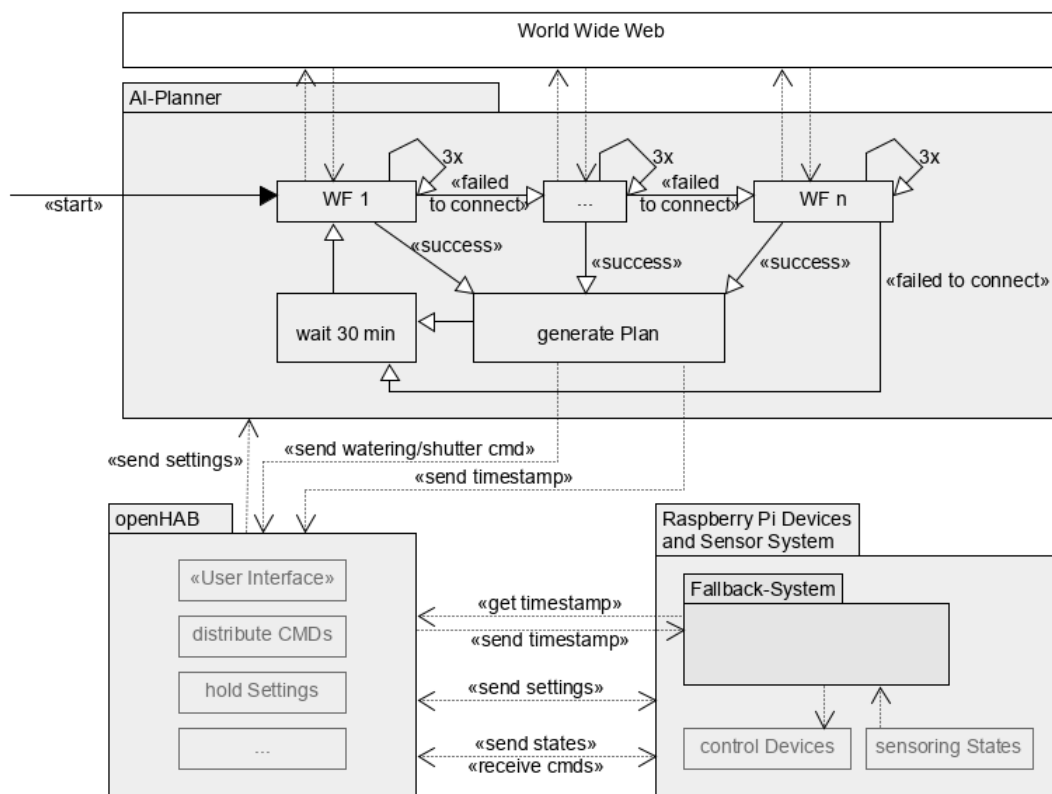 World Wide Web
AI-Planner
3x
3x
3x
«failed
to connect»
«failed
to connect»
«start»
WF 1
...
WF n
«success»
«success»
«success»
«failed to connect»
wait 30 min
generate Plan
«send settings»
«send watering/shutter cmd»
«send timestamp»
openHAB
«User Interface»
distribute CMDs
hold Settings
...
Raspberry Pi Devices
and Sensor System
Fallback-System
«get timestamp»
«send timestamp»
«send settings»
«send states»
«receive cmds»
control Devices
sensoring States